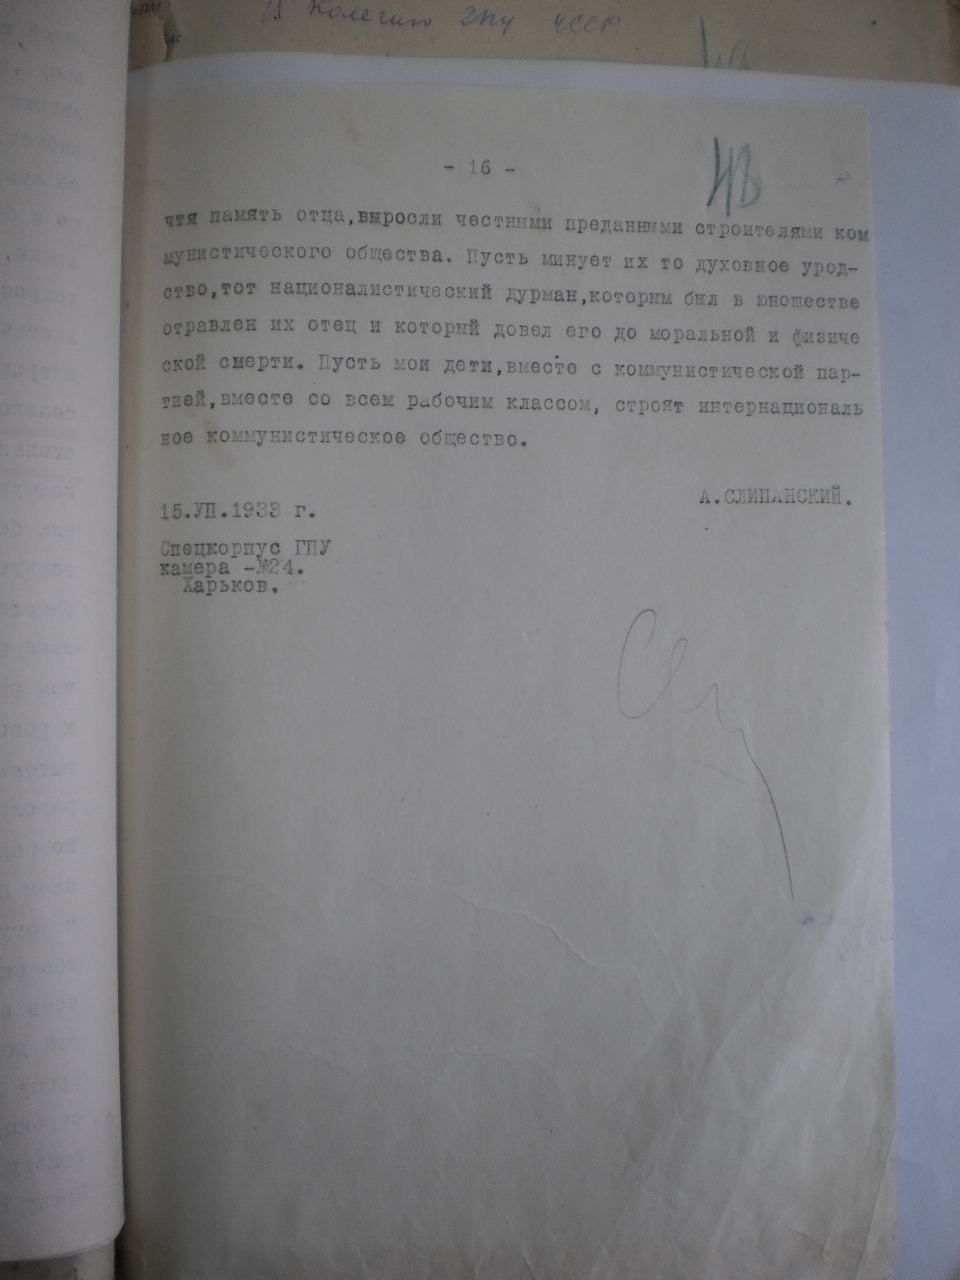 В Колегию ГПУ УССР
- 16 -
чтя память отца,выросли честными преданными строителями ком
мунистического общества. Пусть минует их то духовное урод-
ство,тот националистический дурман,которым был в юношестве
отравлен их отец и который довел его до моральной и физиче
ской смерти. Пусть мои дети,вместе с коммунистической пар-
тией,вместе со всем рабочим классом, строят интернациональ
ное коммунистическое общество.
А.СЛИПАНСКИЙ.
15.УП.1933 г.
Спецкорпус ГПУ
камера -№24.
Харьков.